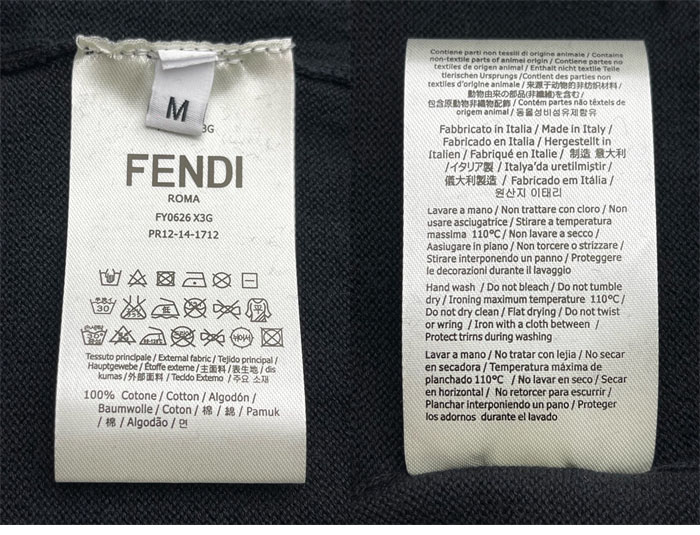 M
X3G
FENDI
ROMA
FY0626 X3G
PR12-14-1712
Tessuto principale / External fabric / Tejido principal /
Hauptgewebe / Étoffe externe / 主面料 / 表生地 / dis
kumas / 外部面料 / Tecido Externo / 주요 소재
100% Cotone / Cotton / Algodón /
Baumwolle / Coton / 棉 / 綿 / Pamuk
/ 棉 / Algodão / 면
Contiene parti non tessili di origine animale / Contains
non-textile parts of animal origin / Contiene partes no
textiles de origen animal / Enthält nicht textile Teile
tierischen Ursprungs / Contient des parties non
textiles d'origine animale / 来源于动物的非纺织材料 /
動物由来の部品(非繊維)を含む /
包含原動物非織物配飾 / Contém partes não têxteis de
origem animal / 동물성비섬유제함유
Fabbricato in Italia / Made in Italy /
Fabricado en Italia / Hergestellt in
Italien / Fabriqué en Italie / 制造 意大利
/イタリア製 / Italya'da uretilmistir /
儀大利製造 / Fabricado em Itália /
원산지 이태리
Lavare a mano / Non trattare con cloro / Non
usare asciugatrice / Stirare a temperatura
massima 110°C / Non lavare a secco /
Aasiugare in piano / Non torcere o strizzare /
Stirare interponendo un panno / Proteggere
le decorazioni durante il lavaggio
Hand wash / Do not bleach / Do not tumble
dry / Ironing maximum temperature 110°C /
Do not dry clean / Flat drying / Do not twist
or wring / Iron with a cloth between /
Protect trims during washing
Lavar a mano / No tratar con lejia / No secar
en secadora / Temperatura máxima de
planchado 110°C / No lavar en seco / Secar
en horizontal / No retorcer para escurrir /
Planchar interponiendo un pano / Proteger
los adornos durante el lavado